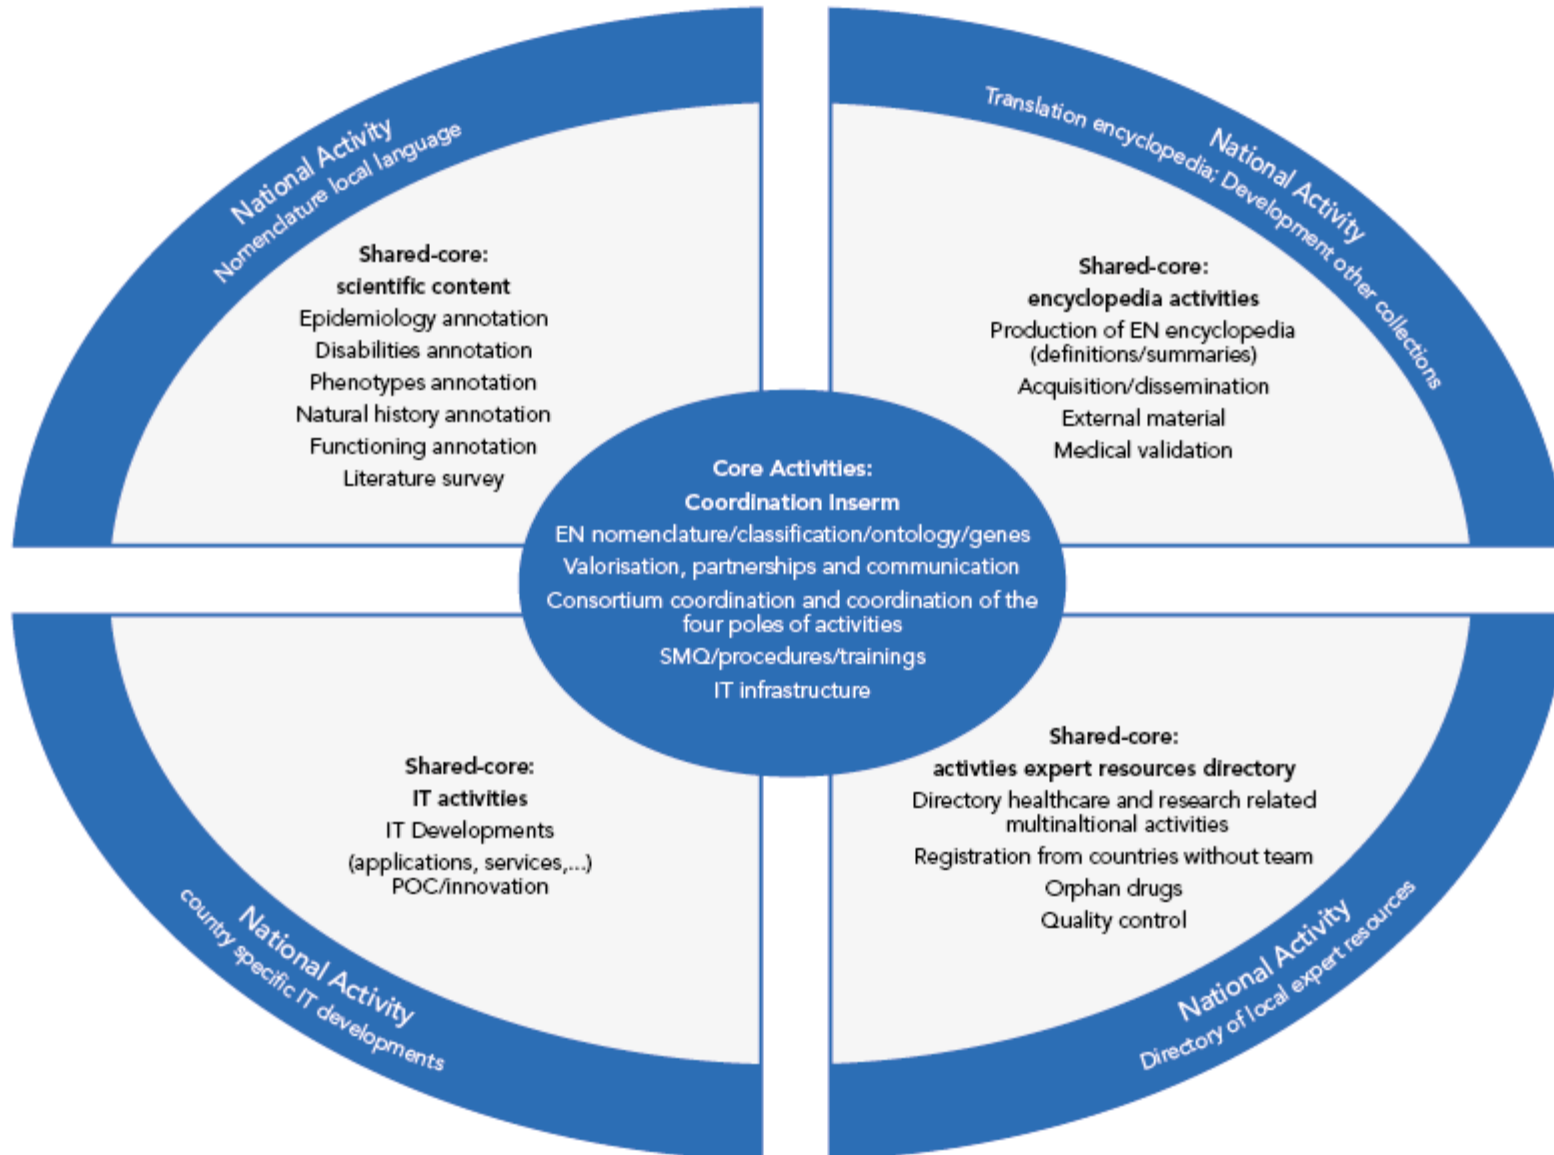 National Activity
Nomenclature local language
Shared-core:
scientific content
Epidemiology annotation
Disabilities annotation
Phenotypes annotation
Natural history annotation
Functioning annotation
Literature survey
National Activity
Translation encyclopedia; Development other collections
Shared-core:
encyclopedia activities
Production of EN encyclopedia
(definitions/summaries)
Acquisition/dissemination
External material
Medical validation
Core Activities:
Coordination Inserm
EN nomenclature/classification/ontology/genes
Valorisation, partnerships and communication
Consortium coordination and coordination of the
four poles of activities
SMQ/procedures/trainings
IT infrastructure
Shared-core:
IT activities
IT Developments
(applications, services,...)
POC/innovation
National Activity
country specific IT developments
Shared-core:
activties expert resources directory
Directory healthcare and research related
multinaltional activities
Registration from countries without team
Orphan drugs
Quality control
National Activity
Directory of local expert resources